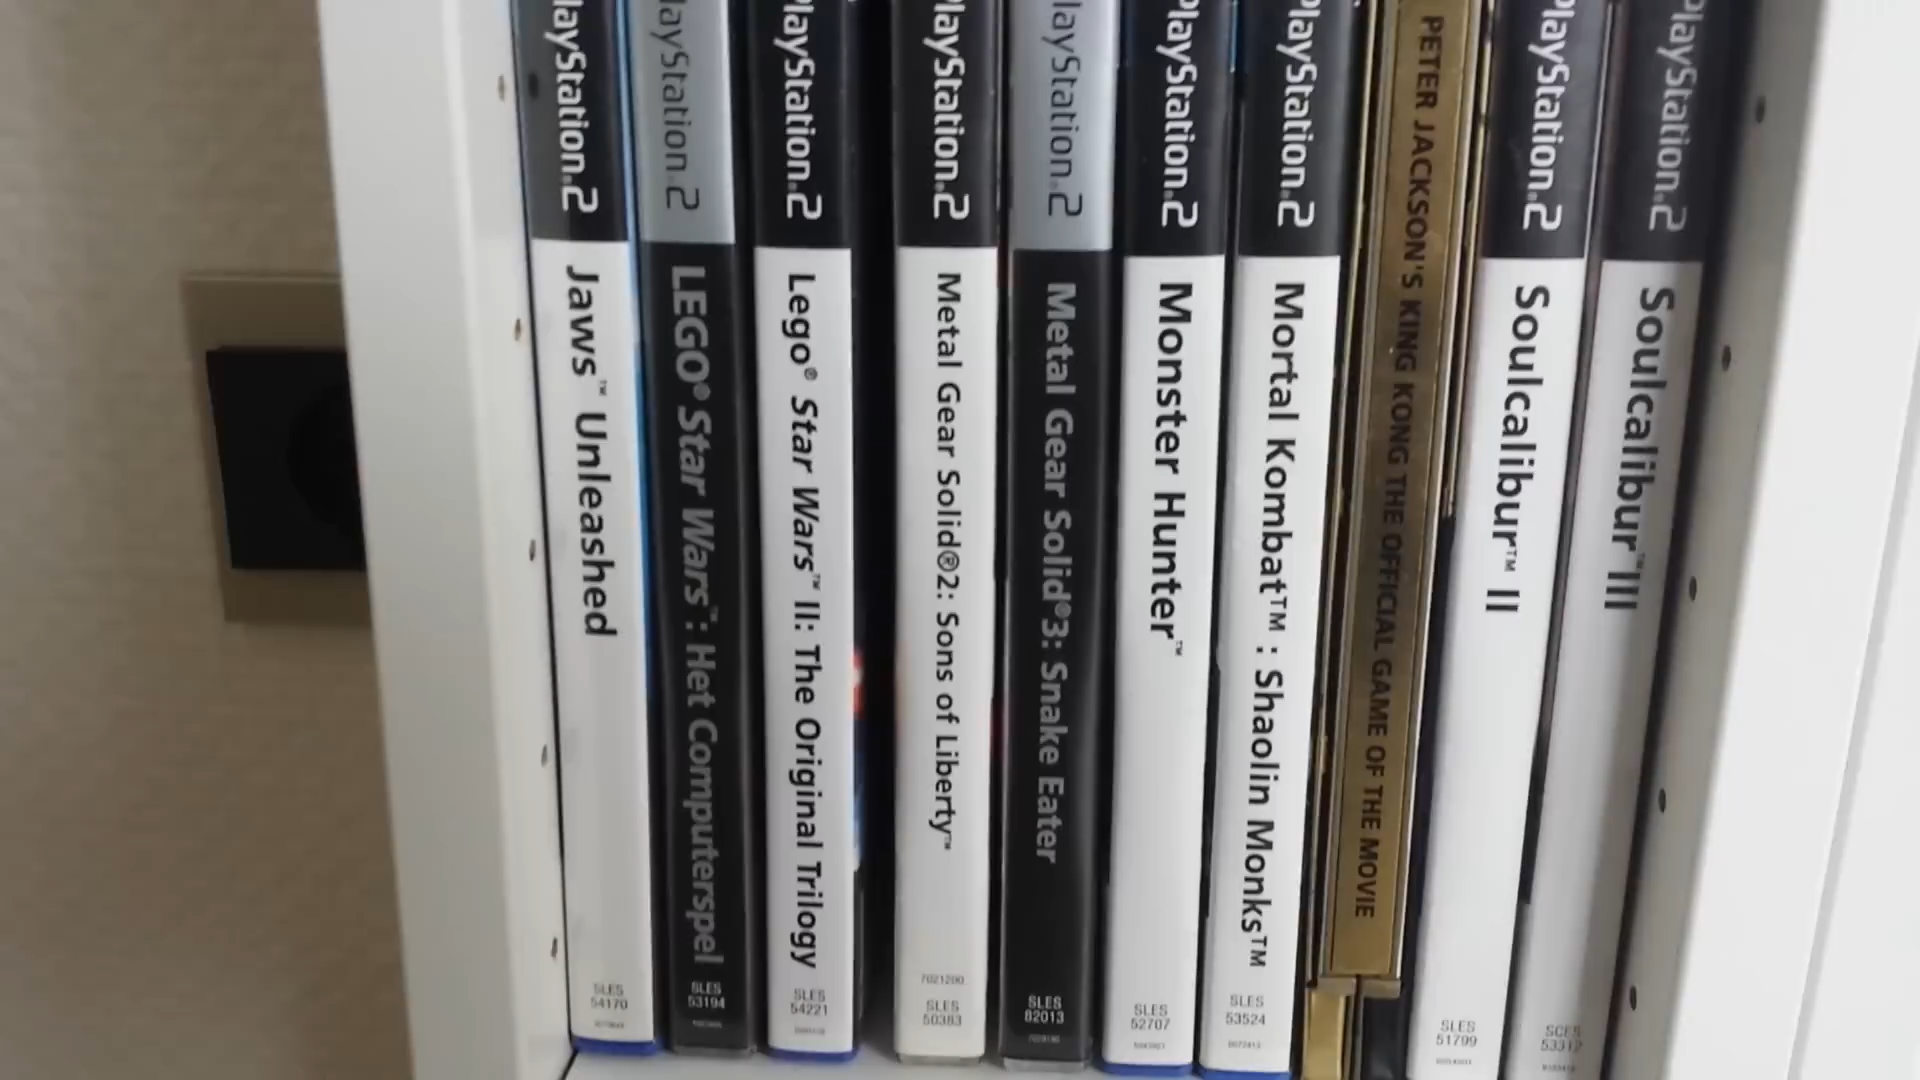 PlayStation.2
Jaws™ Unleashed
SLES
54170
PlayStation.2
LEGO® Star Wars™: Het Computerspel
SLES
53194
PlayStation.2
Lego® Star Wars™ II: The Original Trilogy
SLES
54221
PlayStation.2
Metal Gear Solid®2: Sons of Liberty™
7021200
SLES
50383
PlayStation.2
Metal Gear Solid®3: Snake Eater
SLES
82013
PlayStation.2
Monster Hunter™
SLES
52707
PlayStation.2
Mortal Kombat™ : Shaolin Monks™
SLES
53524
PETER JACKSON'S KING KONG THE OFFICIAL GAME OF THE MOVIE
PlayStation.2
Soulcalibur™ II
SLES
51799
PlayStation.2
Soulcalibur™III
SCES
53312